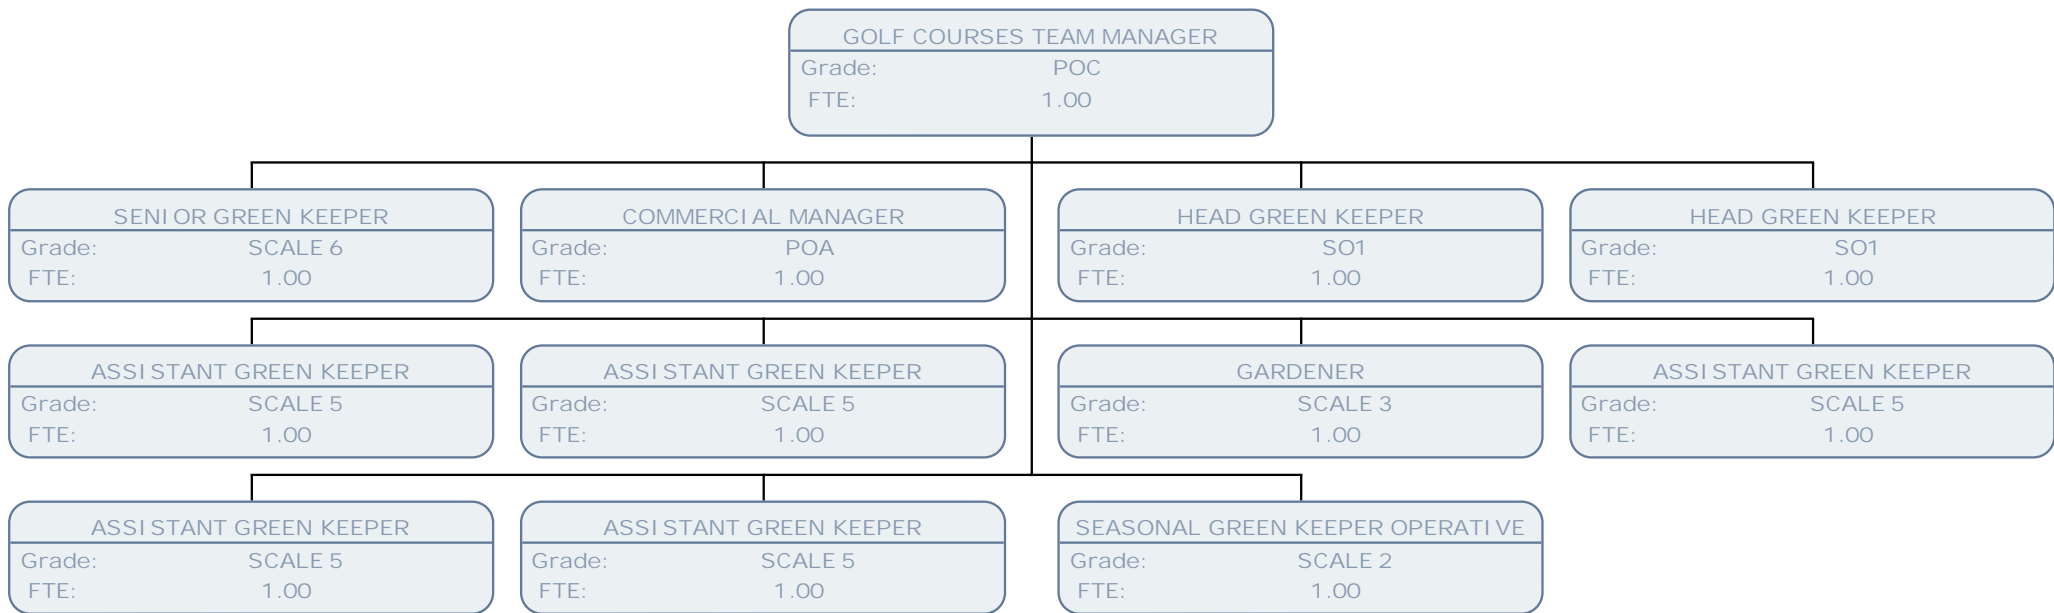 GOLF COURSES TEAM MANAGER
Grade: POC
FTE: 1.00
SENIOR GREEN KEEPER
Grade: SCALE 6
FTE: 1.00
COMMERCIAL MANAGER
Grade: POA
FTE: 1.00
HEAD GREEN KEEPER
Grade: SO1
FTE: 1.00
HEAD GREEN KEEPER
Grade: SO1
FTE: 1.00
ASSISTANT GREEN KEEPER
Grade: SCALE 5
FTE: 1.00
ASSISTANT GREEN KEEPER
Grade: SCALE 5
FTE: 1.00
GARDENER
Grade: SCALE 3
FTE: 1.00
ASSISTANT GREEN KEEPER
Grade: SCALE 5
FTE: 1.00
ASSISTANT GREEN KEEPER
Grade: SCALE 5
FTE: 1.00
ASSISTANT GREEN KEEPER
Grade: SCALE 5
FTE: 1.00
SEASONAL GREEN KEEPER OPERATIVE
Grade: SCALE 2
FTE: 1.00